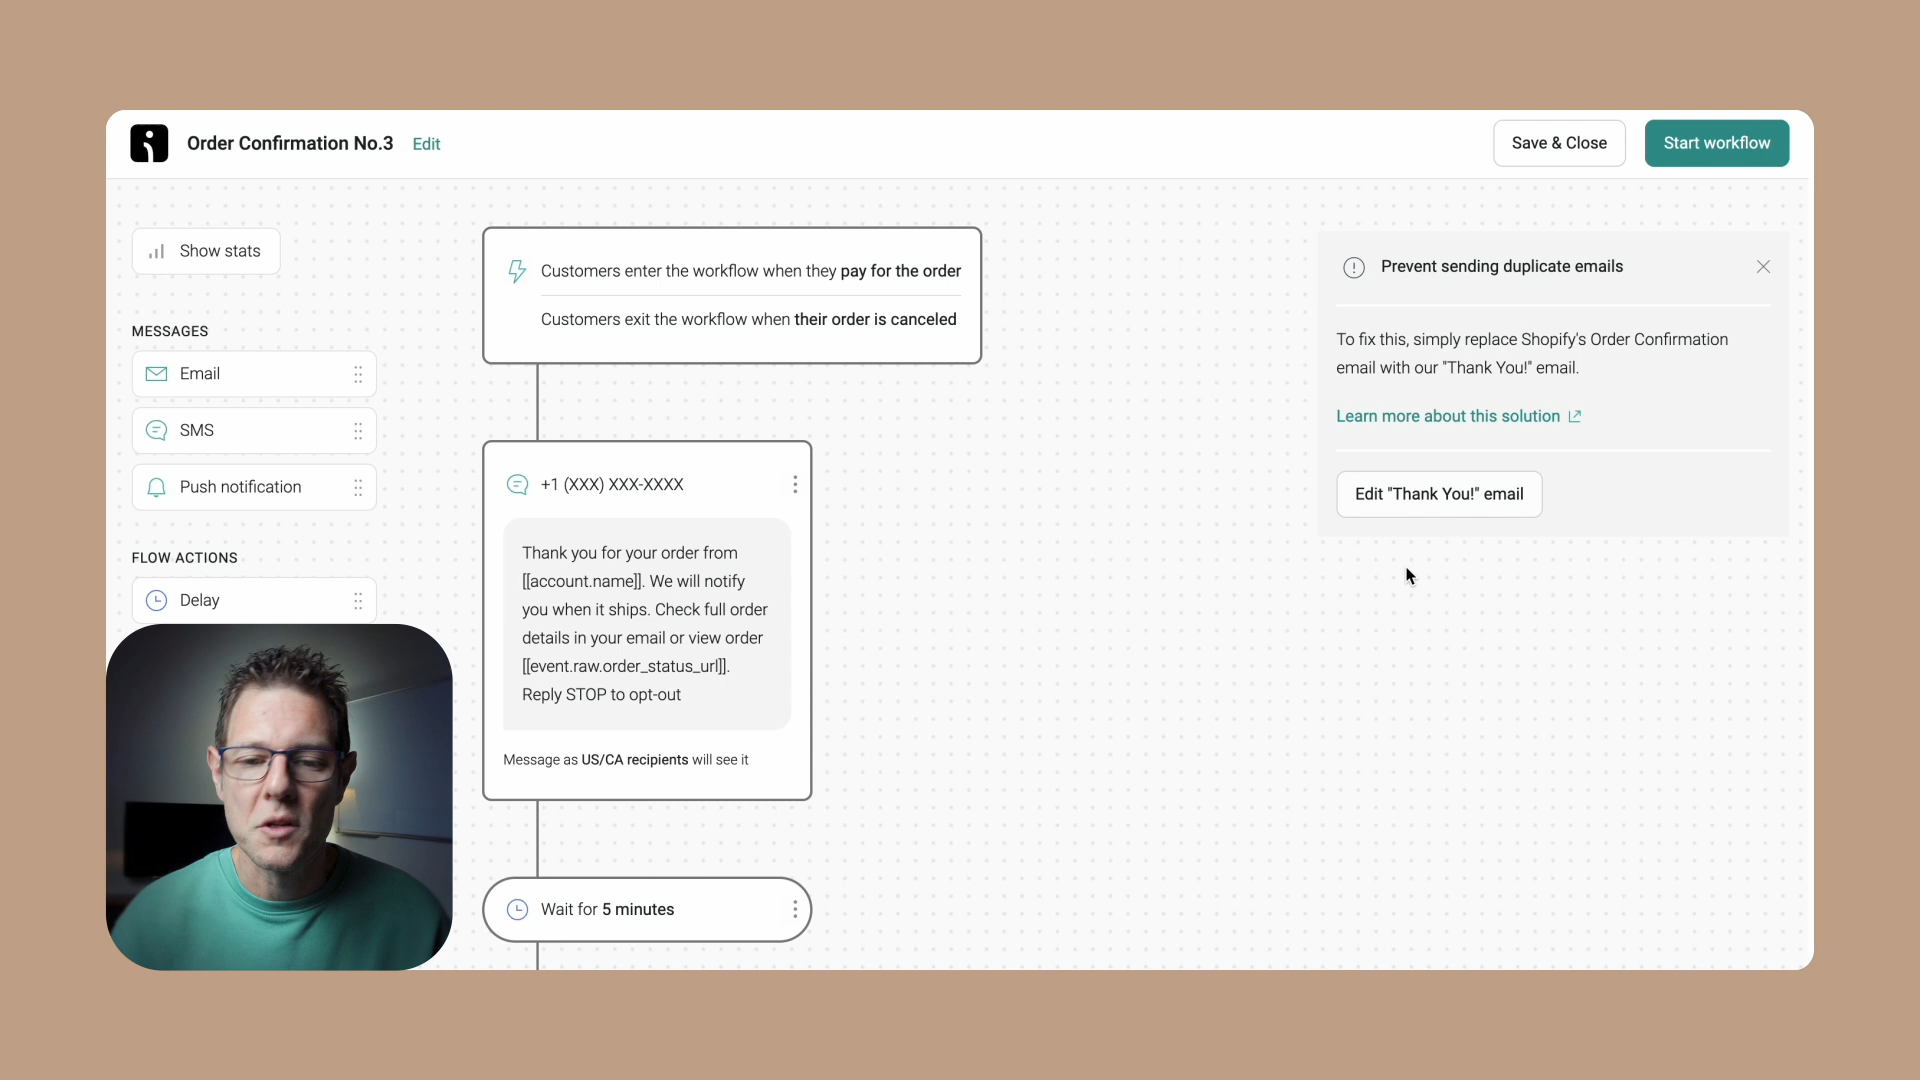 Order Confirmation No.3 Edit
Save & Close
Start workflow
Show stats
MESSAGES
Email
SMS
Push notification
FLOW ACTIONS
Delay
Customers enter the workflow when they pay for the order
Customers exit the workflow when their order is canceled
+1 (XXX) XXX-XXXX
Thank you for your order from
[[account.name]]. We will notify
you when it ships. Check full order
details in your email or view order
[[event.raw.order_status_url]].
Reply STOP to opt-out
Message as US/CA recipients will see it
Wait for 5 minutes
Prevent sending duplicate emails
To fix this, simply replace Shopify's Order Confirmation
email with our "Thank You!" email.
Learn more about this solution
Edit "Thank You!" email